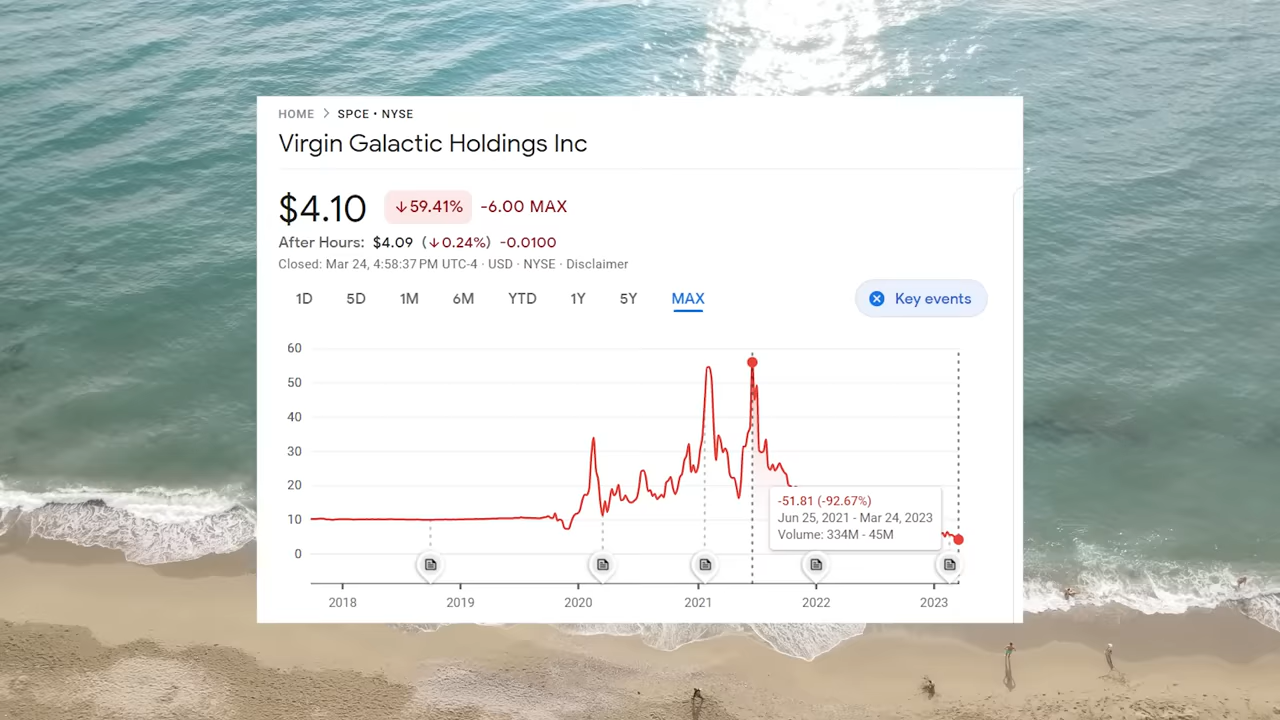 HOME > SPCE • NYSE
Virgin Galactic Holdings Inc
$4.10 ↓59.41% -6.00 MAX
After Hours: $4.09 (↓0.24%) -0.0100
Closed: Mar 24, 4:58:37 PM UTC-4 · USD · NYSE · Disclaimer
1D 5D 1M 6M YTD 1Y 5Y MAX
Key events
60
50
40
30
20
10
0
-51.81 (-92.67%)
Jun 25, 2021 - Mar 24, 2023
Volume: 334M - 45M
2018 2019 2020 2021 2022 2023